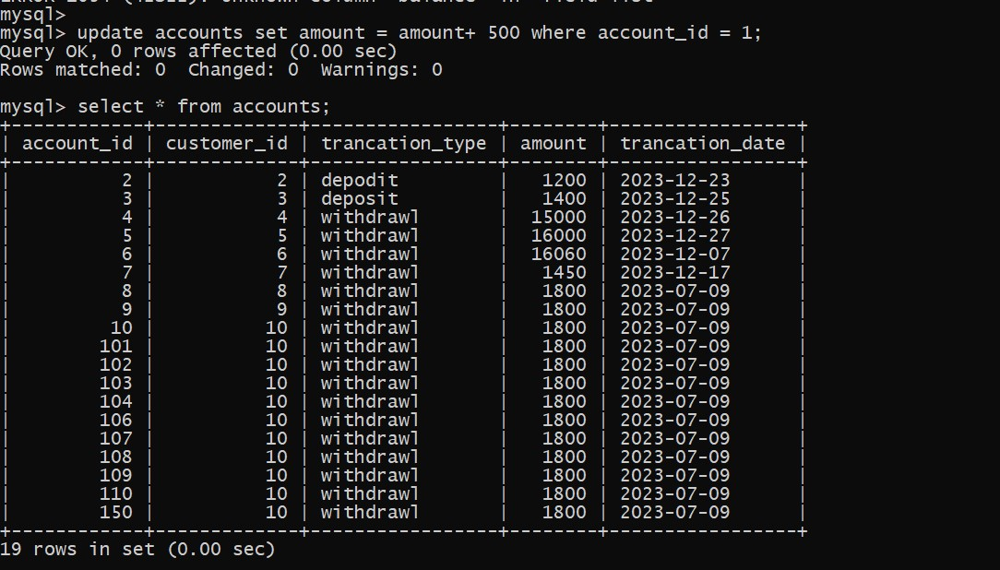 mysql>
mysql> update accounts set amount = amount+ 500 where account_id = 1;
Query OK, 0 rows affected (0.00 sec)
Rows matched: 0  Changed: 0  Warnings: 0

mysql> select * from accounts;
+------------+-------------+-----------------+--------+-----------------+
| account_id | customer_id | trancation_type | amount | trancation_date |
+------------+-------------+-----------------+--------+-----------------+
|          2 |           2 | depodit         |   1200 | 2023-12-23      |
|          3 |           3 | deposit         |   1400 | 2023-12-25      |
|          4 |           4 | withdrawl       |  15000 | 2023-12-26      |
|          5 |           5 | withdrawl       |  16000 | 2023-12-27      |
|          6 |           6 | withdrawl       |  16060 | 2023-12-07      |
|          7 |           7 | withdrawl       |   1450 | 2023-12-17      |
|          8 |           8 | withdrawl       |   1800 | 2023-07-09      |
|          9 |           9 | withdrawl       |   1800 | 2023-07-09      |
|         10 |          10 | withdrawl       |   1800 | 2023-07-09      |
|        101 |          10 | withdrawl       |   1800 | 2023-07-09      |
|        102 |          10 | withdrawl       |   1800 | 2023-07-09      |
|        103 |          10 | withdrawl       |   1800 | 2023-07-09      |
|        104 |          10 | withdrawl       |   1800 | 2023-07-09      |
|        106 |          10 | withdrawl       |   1800 | 2023-07-09      |
|        107 |          10 | withdrawl       |   1800 | 2023-07-09      |
|        108 |          10 | withdrawl       |   1800 | 2023-07-09      |
|        109 |          10 | withdrawl       |   1800 | 2023-07-09      |
|        110 |          10 | withdrawl       |   1800 | 2023-07-09      |
|        150 |          10 | withdrawl       |   1800 | 2023-07-09      |
+------------+-------------+-----------------+--------+-----------------+
19 rows in set (0.00 sec)